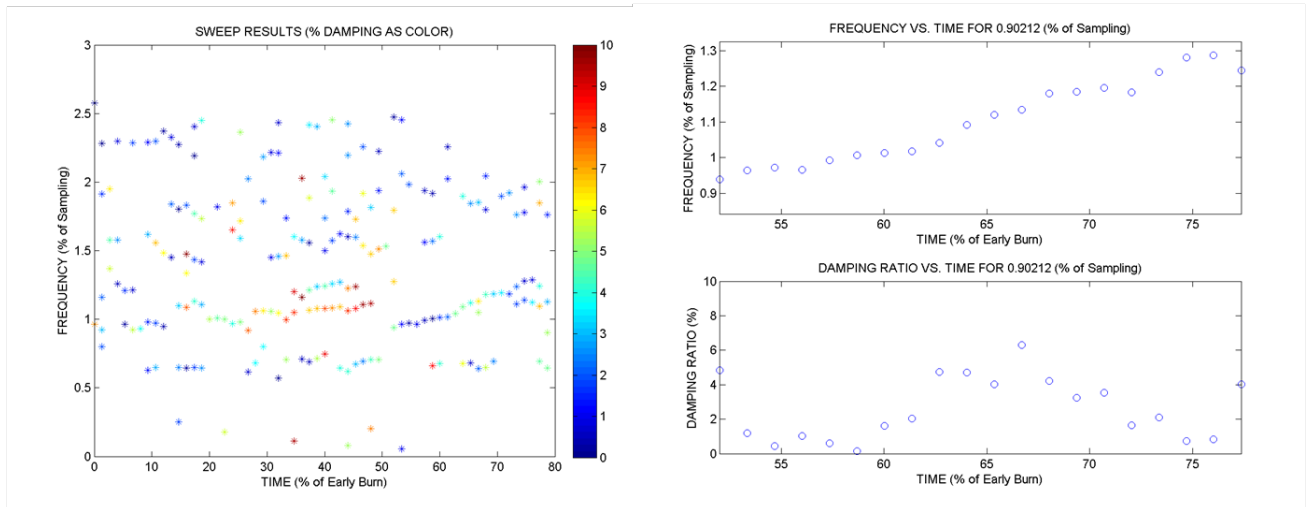 SWEEP RESULTS (% DAMPING AS COLOR)
3
2.5
2
1.5
1
0.5
0
FREQUENCY (% of Sampling)
0 10 20 30 40 50 60 70 80
TIME (% of Early Burn)
10
9
8
7
6
5
4
3
2
1
0
FREQUENCY VS. TIME FOR 0.90212 (% of Sampling)
1.3
1.2
1.1
1
0.9
FREQUENCY (% of Sampling)
55 60 65 70 75
TIME (% of Early Burn)
DAMPING RATIO VS. TIME FOR 0.90212 (% of Sampling)
10
8
6
4
2
0
DAMPING RATIO (%)
55 60 65 70 75
TIME (% of Early Burn)